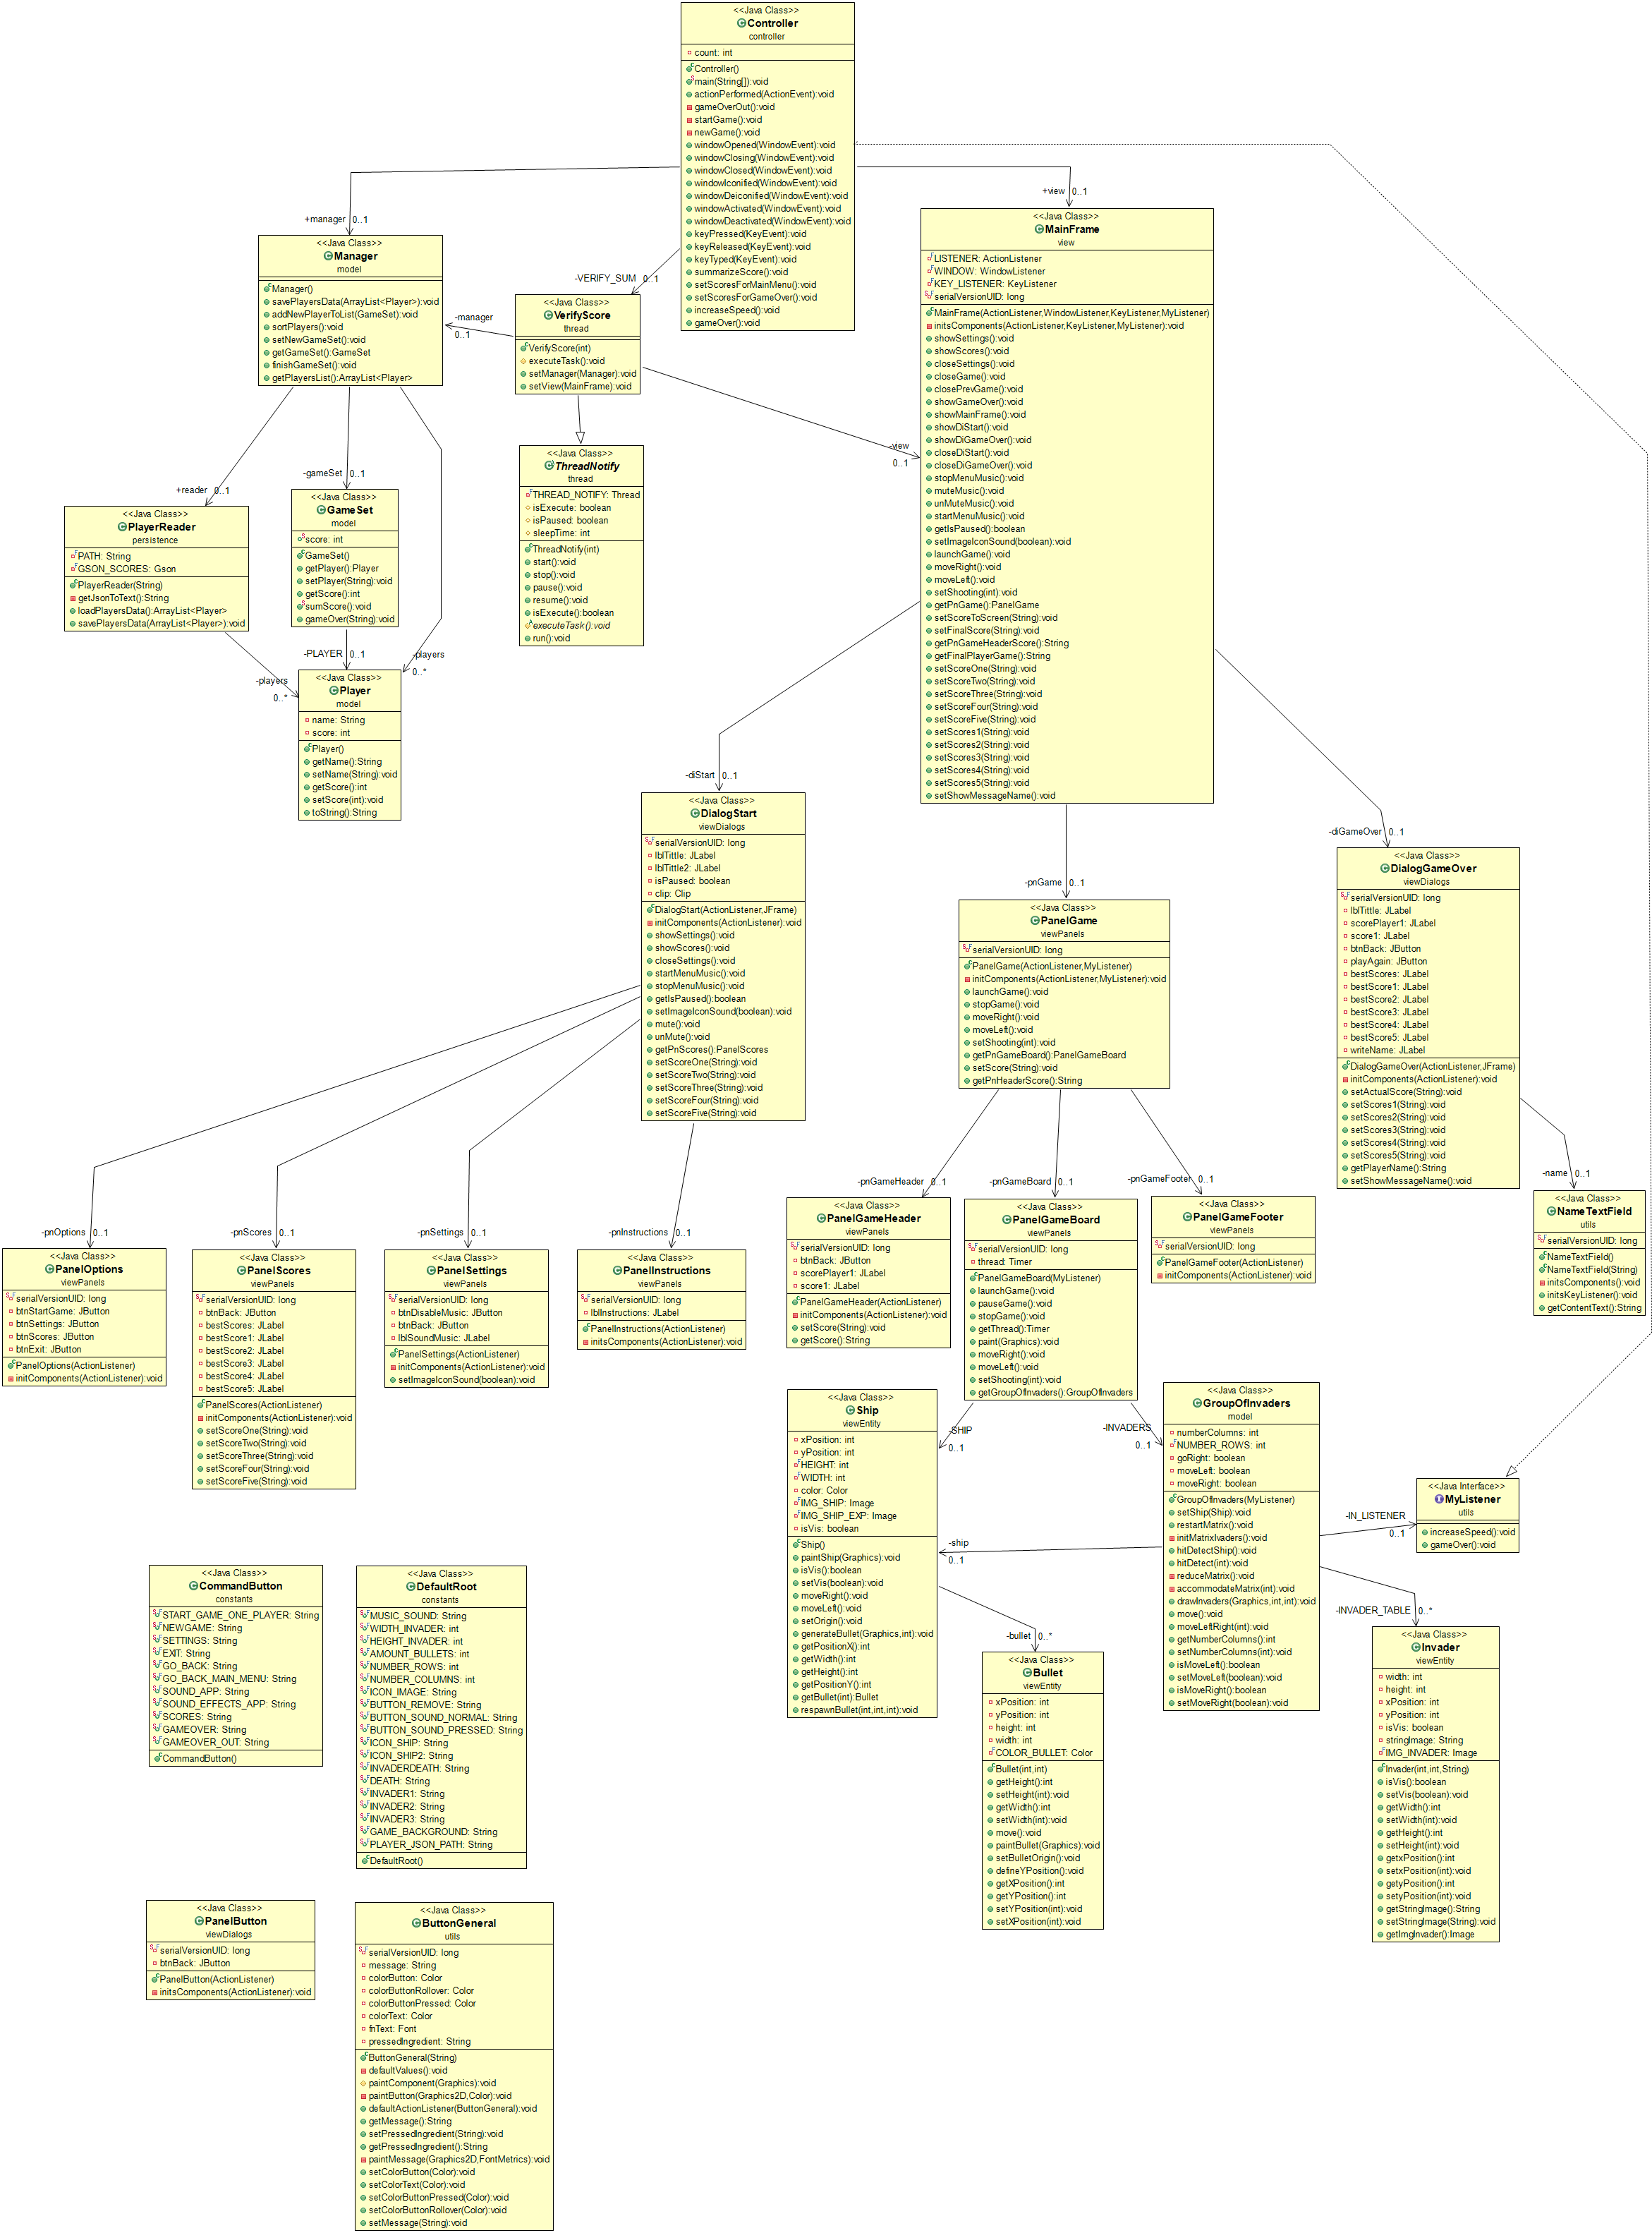 <<Java Class>>
Controller
controller
count: int
Controller()
main(String[]):void
actionPerformed(ActionEvent):void
gameOverOut():void
startGame():void
newGame():void
windowOpened(WindowEvent):void
windowClosing(WindowEvent):void
windowClosed(WindowEvent):void
windowIconified(WindowEvent):void
windowDeiconified(WindowEvent):void
windowActivated(WindowEvent):void
windowDeactivated(WindowEvent):void
keyPressed(KeyEvent):void
keyReleased(KeyEvent):void
keyTyped(KeyEvent):void
summarizeScore():void
setScoresForMainMenu():void
setScoresForGameOver():void
increaseSpeed():void
gameOver():void
+manager 0..1
+view 0..1
-VERIFY_SUM 0..1
<<Java Class>>
Manager
model
Manager()
savePlayersData(ArrayList<Player>):void
addNewPlayerToList(GameSet):void
sortPlayers():void
setNewGameSet():void
getGameSet():GameSet
finishGameSet():void
getPlayersList():ArrayList<Player>
-manager
0..1
<<Java Class>>
VerifyScore
thread
VerifyScore(int)
executeTask():void
setManager(Manager):void
setView(MainFrame):void
-view
0..1
<<Java Class>>
MainFrame
view
LISTENER: ActionListener
WINDOW: WindowListener
KEY_LISTENER: KeyListener
serialVersionUID: long
MainFrame(ActionListener,WindowListener,KeyListener,MyListener)
initsComponents(ActionListener,KeyListener,MyListener):void
showSettings():void
showScores():void
closeSettings():void
closeGame():void
closePrevGame():void
showGameOver():void
showMainFrame():void
showDiStart():void
showDiGameOver():void
closeDiStart():void
closeDiGameOver():void
stopMenuMusic():void
muteMusic():void
unMuteMusic():void
startMenuMusic():void
getIsPaused():boolean
setImageIconSound(boolean):void
launchGame():void
moveRight():void
moveLeft():void
setShooting(int):void
getPnGame():PanelGame
setScoreToScreen(String):void
setFinalScore(String):void
getPnGameHeaderScore():String
getFinalPlayerGame():String
setScoreOne(String):void
setScoreTwo(String):void
setScoreThree(String):void
setScoreFour(String):void
setScoreFive(String):void
setScores1(String):void
setScores2(String):void
setScores3(String):void
setScores4(String):void
setScores5(String):void
setShowMessageName():void
<<Java Class>>
ThreadNotify
thread
THREAD_NOTIFY: Thread
isExecute: boolean
isPaused: boolean
sleepTime: int
ThreadNotify(int)
start():void
stop():void
pause():void
resume():void
isExecute():boolean
executeTask():void
run():void
+reader 0..1
-gameSet 0..1
-players
0..*
<<Java Class>>
PlayerReader
persistence
PATH: String
GSON_SCORES: Gson
PlayerReader(String)
getJsonToText():String
loadPlayersData():ArrayList<Player>
savePlayersData(ArrayList<Player>):void
<<Java Class>>
GameSet
model
score: int
GameSet()
getPlayer():Player
setPlayer(String):void
getScore():int
sumScore():void
gameOver(String):void
-PLAYER 0..1
-players
0..*
<<Java Class>>
Player
model
name: String
score: int
Player()
getName():String
setName(String):void
getScore():int
setScore(int):void
toString():String
-diStart 0..1
-pnGame 0..1
-diGameOver 0..1
<<Java Class>>
DialogStart
viewDialogs
serialVersionUID: long
lblTittle: JLabel
lblTittle2: JLabel
isPaused: boolean
clip: Clip
DialogStart(ActionListener,JFrame)
initComponents(ActionListener):void
showSettings():void
showScores():void
closeSettings():void
startMenuMusic():void
stopMenuMusic():void
getIsPaused():boolean
setImageIconSound(boolean):void
mute():void
unMute():void
getPnScores():PanelScores
setScoreOne(String):void
setScoreTwo(String):void
setScoreThree(String):void
setScoreFour(String):void
setScoreFive(String):void
<<Java Class>>
PanelGame
viewPanels
serialVersionUID: long
PanelGame(ActionListener,MyListener)
initComponents(ActionListener,MyListener):void
launchGame():void
stopGame():void
moveRight():void
moveLeft():void
setShooting(int):void
getPnGameBoard():PanelGameBoard
setScore(String):void
getPnHeaderScore():String
<<Java Class>>
DialogGameOver
viewDialogs
serialVersionUID: long
lblTittle: JLabel
scorePlayer1: JLabel
score1: JLabel
btnBack: JButton
playAgain: JButton
bestScores: JLabel
bestScore1: JLabel
bestScore2: JLabel
bestScore3: JLabel
bestScore4: JLabel
bestScore5: JLabel
writeName: JLabel
DialogGameOver(ActionListener,JFrame)
initComponents(ActionListener):void
setActualScore(String):void
setScores1(String):void
setScores2(String):void
setScores3(String):void
setScores4(String):void
setScores5(String):void
getPlayerName():String
setShowMessageName():void
-pnOptions 0..1
-pnScores 0..1
-pnSettings 0..1
-pnInstructions 0..1
-pnGameHeader 0..1
-pnGameBoard 0..1
-pnGameFooter 0..1
-name 0..1
<<Java Class>>
PanelOptions
viewPanels
serialVersionUID: long
btnStartGame: JButton
btnSettings: JButton
btnScores: JButton
btnExit: JButton
PanelOptions(ActionListener)
initComponents(ActionListener):void
<<Java Class>>
PanelScores
viewPanels
serialVersionUID: long
btnBack: JButton
bestScores: JLabel
bestScore1: JLabel
bestScore2: JLabel
bestScore3: JLabel
bestScore4: JLabel
bestScore5: JLabel
PanelScores(ActionListener)
initComponents(ActionListener):void
setScoreOne(String):void
setScoreTwo(String):void
setScoreThree(String):void
setScoreFour(String):void
setScoreFive(String):void
<<Java Class>>
PanelSettings
viewPanels
serialVersionUID: long
btnDisableMusic: JButton
btnBack: JButton
lblSoundMusic: JLabel
PanelSettings(ActionListener)
initComponents(ActionListener):void
setImageIconSound(boolean):void
<<Java Class>>
PanelInstructions
viewPanels
serialVersionUID: long
lblInstructions: JLabel
PanelInstructions(ActionListener)
initsComponents(ActionListener):void
<<Java Class>>
PanelGameHeader
viewPanels
serialVersionUID: long
btnBack: JButton
scorePlayer1: JLabel
score1: JLabel
PanelGameHeader(ActionListener)
initComponents(ActionListener):void
setScore(String):void
getScore():String
<<Java Class>>
PanelGameBoard
viewPanels
serialVersionUID: long
thread: Timer
PanelGameBoard(MyListener)
launchGame():void
pauseGame():void
stopGame():void
getThread():Timer
paint(Graphics):void
moveRight():void
moveLeft():void
setShooting(int):void
getGroupOfInvaders():GroupOfInvaders
<<Java Class>>
PanelGameFooter
viewPanels
serialVersionUID: long
PanelGameFooter(ActionListener)
initComponents(ActionListener):void
<<Java Class>>
NameTextField
utils
serialVersionUID: long
NameTextField()
NameTextField(String)
initsComponents():void
initsKeyListener():void
getContentText():String
-SHIP
0..1
-INVADERS
0..1
<<Java Class>>
Ship
viewEntity
xPosition: int
yPosition: int
HEIGHT: int
WIDTH: int
color: Color
IMG_SHIP: Image
IMG_SHIP_EXP: Image
isVis: boolean
Ship()
paintShip(Graphics):void
isVis():boolean
setVis(boolean):void
moveRight():void
moveLeft():void
setOrigin():void
generateBullet(Graphics,int):void
getPositionX():int
getWidth():int
getHeight():int
getPositionY():int
getBullet(int):Bullet
respawnBullet(int,int,int):void
-ship
0..1
<<Java Class>>
GroupOfInvaders
model
numberColumns: int
NUMBER_ROWS: int
goRight: boolean
moveLeft: boolean
moveRight: boolean
GroupOfInvaders(MyListener)
setShip(Ship):void
restartMatrix():void
initMatrixIvaders():void
hitDetectShip():void
hitDetect(int):void
reduceMatrix():void
accommodateMatrix(int):void
drawInvaders(Graphics,int,int):void
move():void
moveLeftRight(int):void
getNumberColumns():int
setNumberColumns(int):void
isMoveLeft():boolean
setMoveLeft(boolean):void
isMoveRight():boolean
setMoveRight(boolean):void
-IN_LISTENER
0..1
<<Java Interface>>
MyListener
utils
increaseSpeed():void
gameOver():void
-bullet 0..*
-INVADER_TABLE 0..*
<<Java Class>>
CommandButton
constants
START_GAME_ONE_PLAYER: String
NEWGAME: String
SETTINGS: String
EXIT: String
GO_BACK: String
GO_BACK_MAIN_MENU: String
SOUND_APP: String
SOUND_EFFECTS_APP: String
SCORES: String
GAMEOVER: String
GAMEOVER_OUT: String
CommandButton()
<<Java Class>>
DefaultRoot
constants
MUSIC_SOUND: String
WIDTH_INVADER: int
HEIGHT_INVADER: int
AMOUNT_BULLETS: int
NUMBER_ROWS: int
NUMBER_COLUMNS: int
ICON_IMAGE: String
BUTTON_REMOVE: String
BUTTON_SOUND_NORMAL: String
BUTTON_SOUND_PRESSED: String
ICON_SHIP: String
ICON_SHIP2: String
INVADERDEATH: String
DEATH: String
INVADER1: String
INVADER2: String
INVADER3: String
GAME_BACKGROUND: String
PLAYER_JSON_PATH: String
DefaultRoot()
<<Java Class>>
Bullet
viewEntity
xPosition: int
yPosition: int
height: int
width: int
COLOR_BULLET: Color
Bullet(int,int)
getHeight():int
setHeight(int):void
getWidth():int
setWidth(int):void
move():void
paintBullet(Graphics):void
setBulletOrigin():void
defineYPosition():void
getXPosition():int
getYPosition():int
setYPosition(int):void
setXPosition(int):void
<<Java Class>>
Invader
viewEntity
width: int
height: int
xPosition: int
yPosition: int
isVis: boolean
stringImage: String
IMG_INVADER: Image
Invader(int,int,String)
isVis():boolean
setVis(boolean):void
getWidth():int
setWidth(int):void
getHeight():int
setHeight(int):void
getxPosition():int
setxPosition(int):void
getyPosition():int
setyPosition(int):void
getStringImage():String
setStringImage(String):void
getImgInvader():Image
<<Java Class>>
PanelButton
viewDialogs
serialVersionUID: long
btnBack: JButton
PanelButton(ActionListener)
initsComponents(ActionListener):void
<<Java Class>>
ButtonGeneral
utils
serialVersionUID: long
message: String
colorButton: Color
colorButtonRollover: Color
colorButtonPressed: Color
colorText: Color
fnText: Font
pressedIngredient: String
ButtonGeneral(String)
defaultValues():void
paintComponent(Graphics):void
paintButton(Graphics2D,Color):void
defaultActionListener(ButtonGeneral):void
getMessage():String
setPressedIngredient(String):void
getPressedIngredient():String
paintMessage(Graphics2D,FontMetrics):void
setColorButton(Color):void
setColorText(Color):void
setColorButtonPressed(Color):void
setColorButtonRollover(Color):void
setMessage(String):void